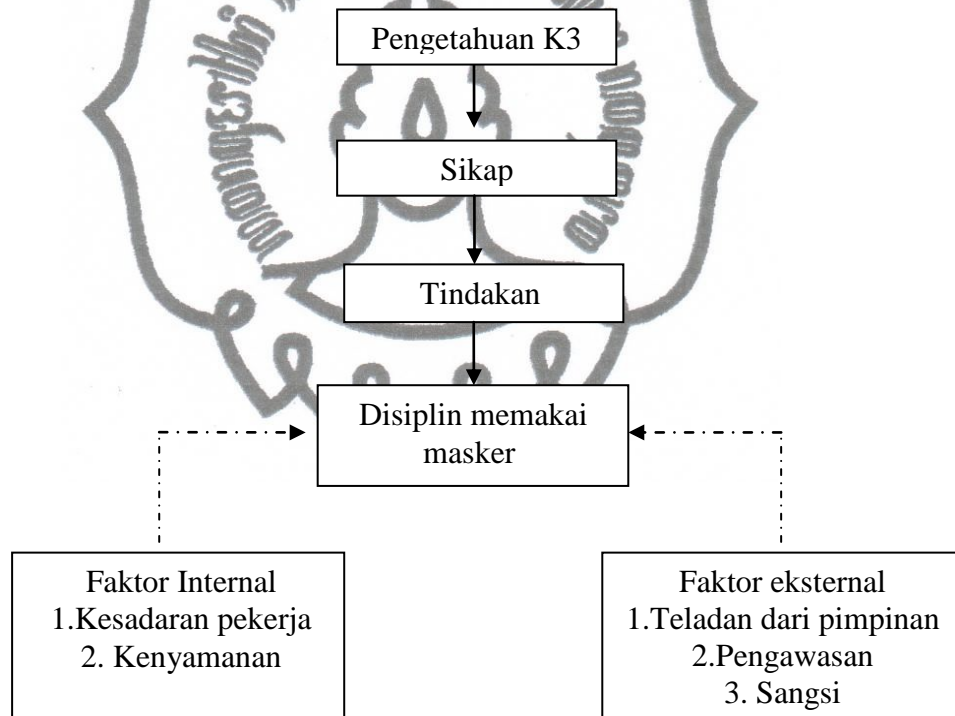 Pengetahuan K3
Sikap
Tindakan
Disiplin memakai
masker
Faktor Internal
1.Kesadaran pekerja
2. Kenyamanan
Faktor eksternal
1.Teladan dari pimpinan
2.Pengawasan
3. Sangsi